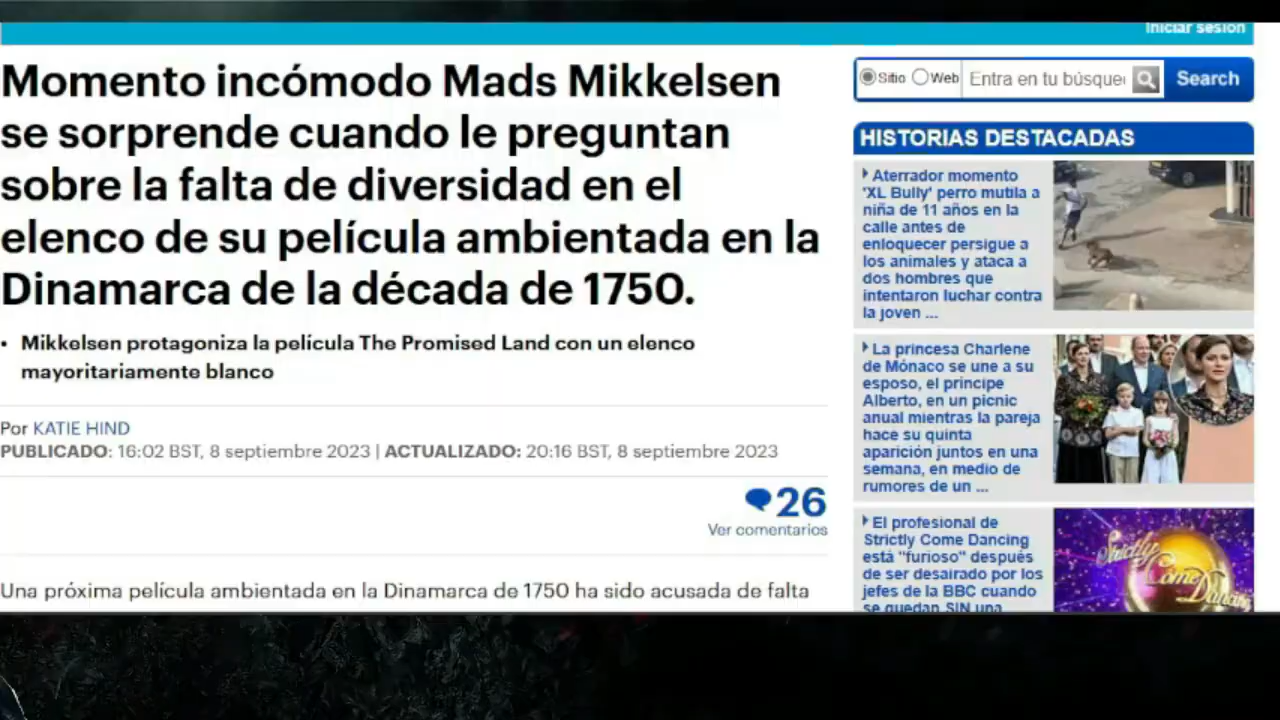 Iniciar sesión
Momento incómodo Mads Mikkelsen
se sorprende cuando le preguntan
sobre la falta de diversidad en el
elenco de su película ambientada en la
Dinamarca de la década de 1750.
• Mikkelsen protagoniza la película The Promised Land con un elenco
mayoritariamente blanco
Por KATIE HIND
PUBLICADO: 16:02 BST, 8 septiembre 2023 | ACTUALIZADO: 20:16 BST, 8 septiembre 2023
26
Ver comentarios
Una próxima película ambientada en la Dinamarca de 1750 ha sido acusada de falta
Sitio Web Entra en tu búsque Search
HISTORIAS DESTACADAS
Aterrador momento
'XL Bully' perro mutila a
niña de 11 años en la
calle antes de
enloquecer persigue a
los animales y ataca a
dos hombres que
intentaron luchar contra
la joven ...
La princesa Charlene
de Mónaco se une a su
esposo, el príncipe
Alberto, en un picnic
anual mientras la pareja
hace su quinta
aparición juntos en una
semana, en medio de
rumores de un ...
El profesional de
Strictly Come Dancing
está "furioso" después
de ser desairado por los
jefes de la BBC cuando
se quedan SIN una
Strictly
Come
Dancing